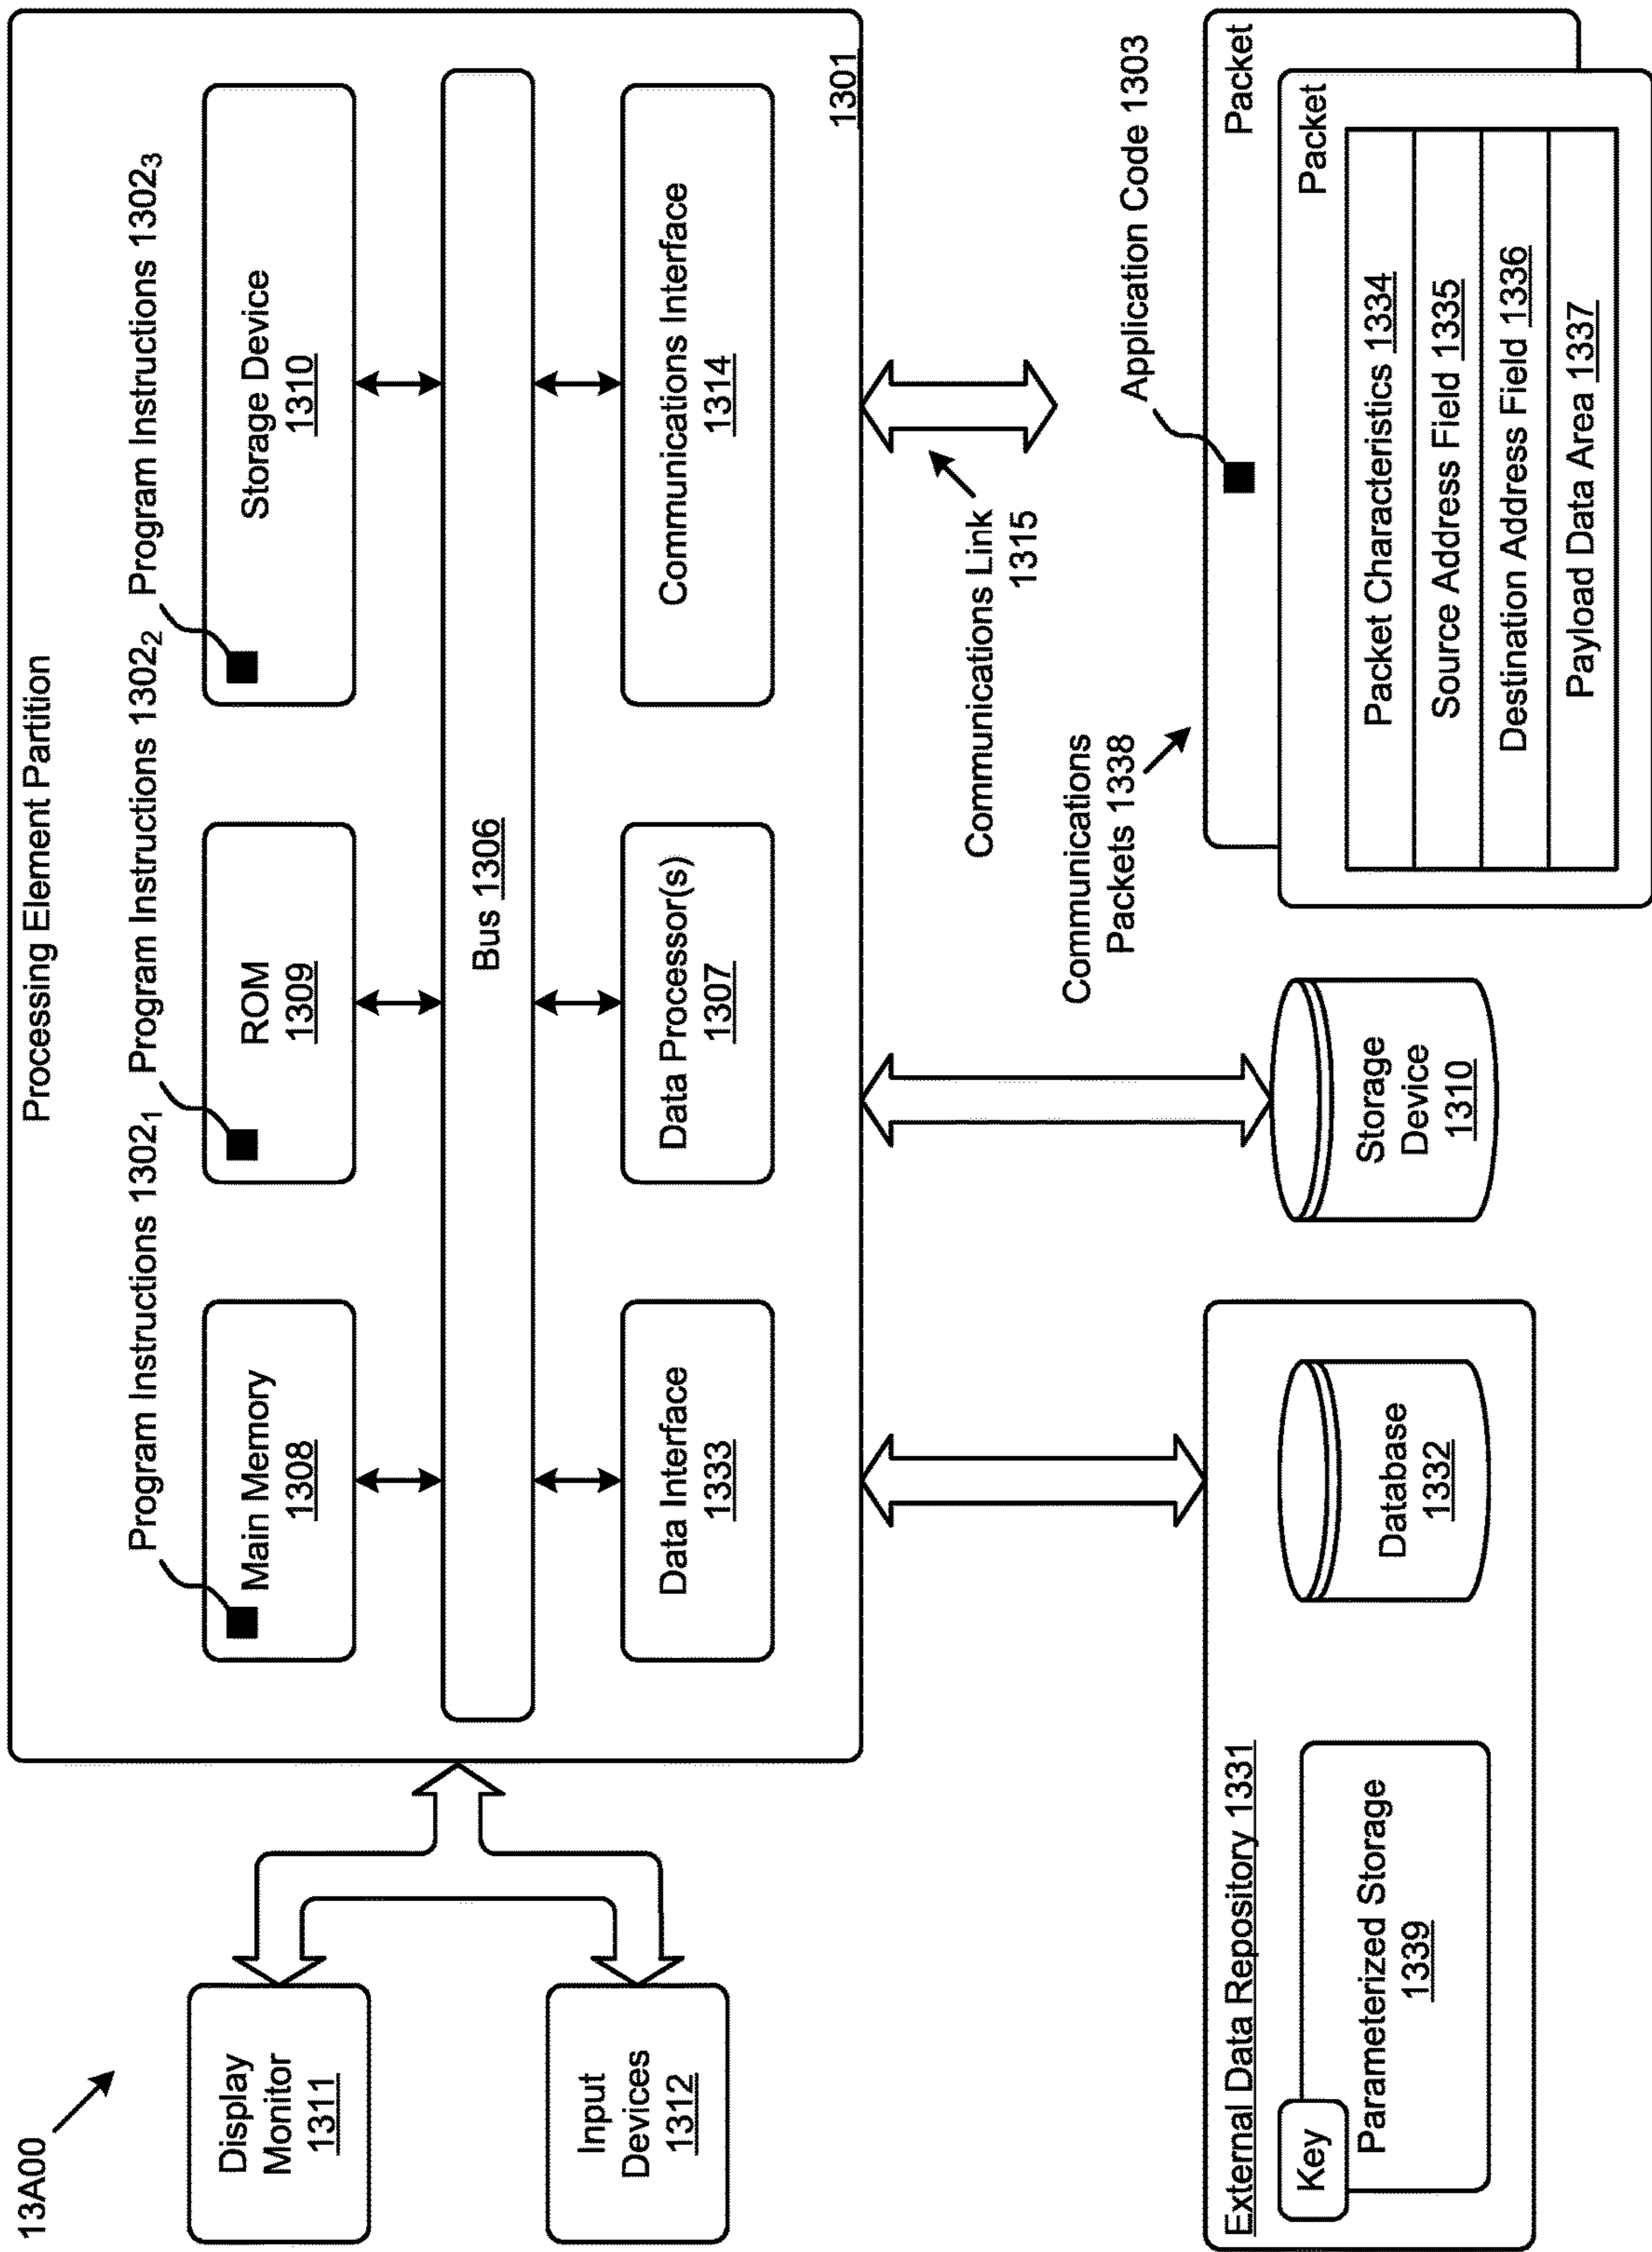 13A00
Processing Element Partition
Program Instructions 1302₁
Program Instructions 1302₂
Program Instructions 1302₃
Display
Monitor
1311
Main Memory
1308
ROM
1309
Storage Device
1310
Bus 1306
Input
Devices
1312
Data Interface
1333
Data Processor(s)
1307
Communications Interface
1314
1301
Communications Link
1315
Communications
Packets 1338
Application Code 1303
External Data Repository 1331
Key
Parameterized Storage
1339
Database
1332
Storage
Device
1310
Packet
Packet
Packet Characteristics 1334
Source Address Field 1335
Destination Address Field 1336
Payload Data Area 1337